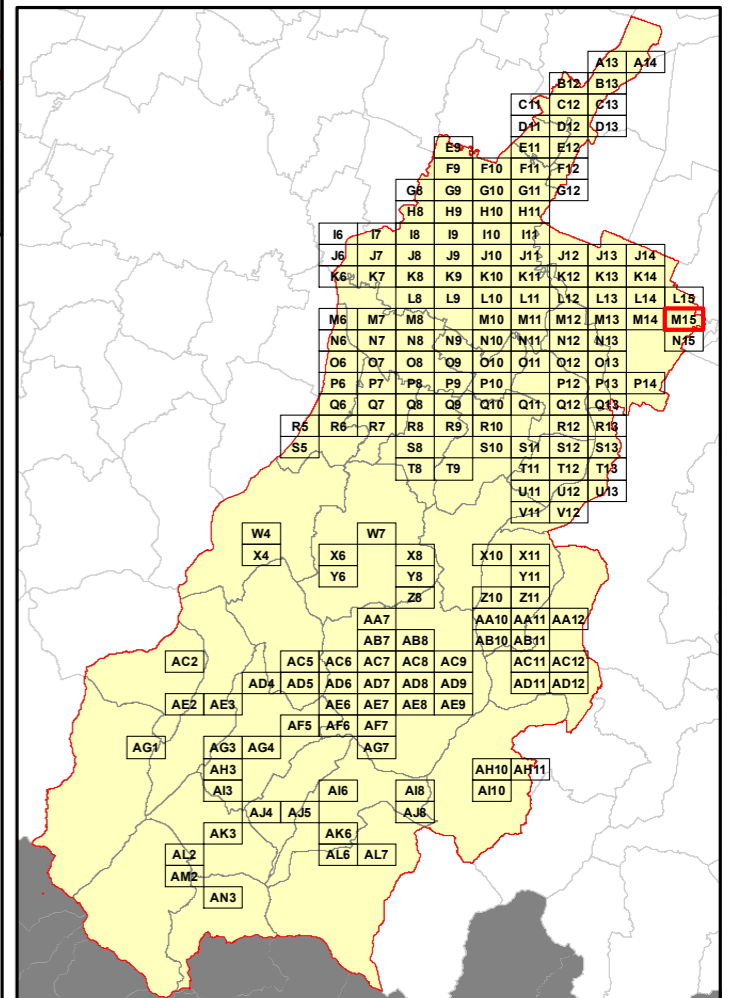 A13 A14
B12 B13
C11 C12 C13
D11 D12 D13
E9 E11 E12
F9 F10 F11 F12
G8 G9 G10 G11 G12
H8 H9 H10 H11
I6 I7 I8 I9 I10 I11
J6 J7 J8 J9 J10 J11 J12 J13 J14
K6 K7 K8 K9 K10 K11 K12 K13 K14
L8 L9 L10 L11 L12 L13 L14 L15
M6 M7 M8 M10 M11 M12 M13 M14 M15
N6 N7 N8 N9 N10 N11 N12 N13 N15
O6 O7 O8 O9 O10 O11 O12 O13
P6 P7 P8 P9 P10 P12 P13 P14
Q6 Q7 Q8 Q9 Q10 Q11 Q12 Q13
R5 R6 R7 R8 R9 R10 R12 R13
S5 S8 S10 S11 S12 S13
T8 T9 T11 T12 T13
U11 U12 U13
V11 V12
W4 W7
X4 X6 X8 X10 X11
Y6 Y8 Y11
Z8 Z10 Z11
AA7 AA10 AA11 AA12
AB7 AB8 AB10 AB11
AC2 AC5 AC6 AC7 AC8 AC9 AC11 AC12
AD4 AD5 AD6 AD7 AD8 AD9 AD11 AD12
AE2 AE3 AE6 AE7 AE8 AE9
AF5 AF6 AF7
AG1 AG3 AG4 AG7
AH3 AH10 AH11
AI3 AI6 AI8 AI10
AJ4 AJ5 AJ8
AK3 AK6
AL2 AL6 AL7
AM2
AN3